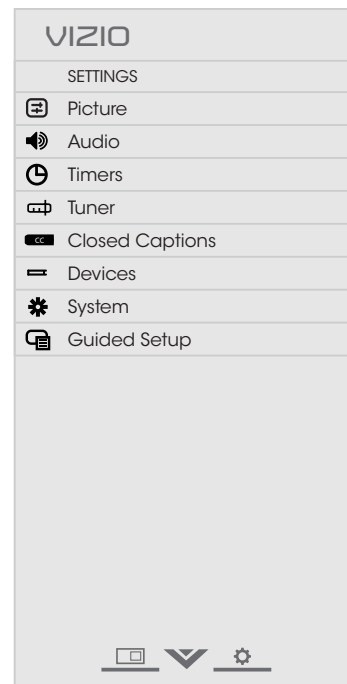 VIZIO
SETTINGS
Picture
Audio
Timers
Tuner
CC Closed Captions
Devices
System
Guided Setup